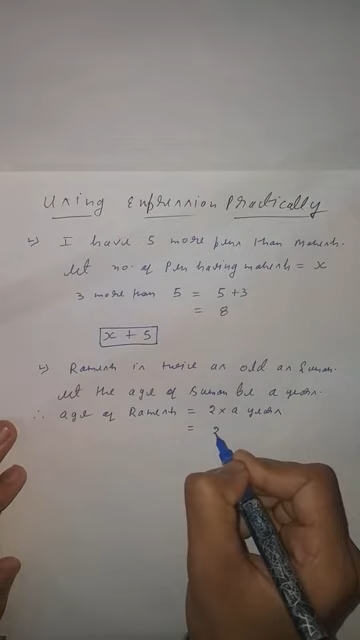 Using Expression Practically
↳ I have 5 more pens than Mahesh.
Let no. of Pen having mahesh = x
3 more than 5 = 5+3
= 8
x + 5
↳ Ramesh is twice as old as Suman.
Let the age of Suman be a years.
∴ age of Ramesh = 2 x a years
= 2